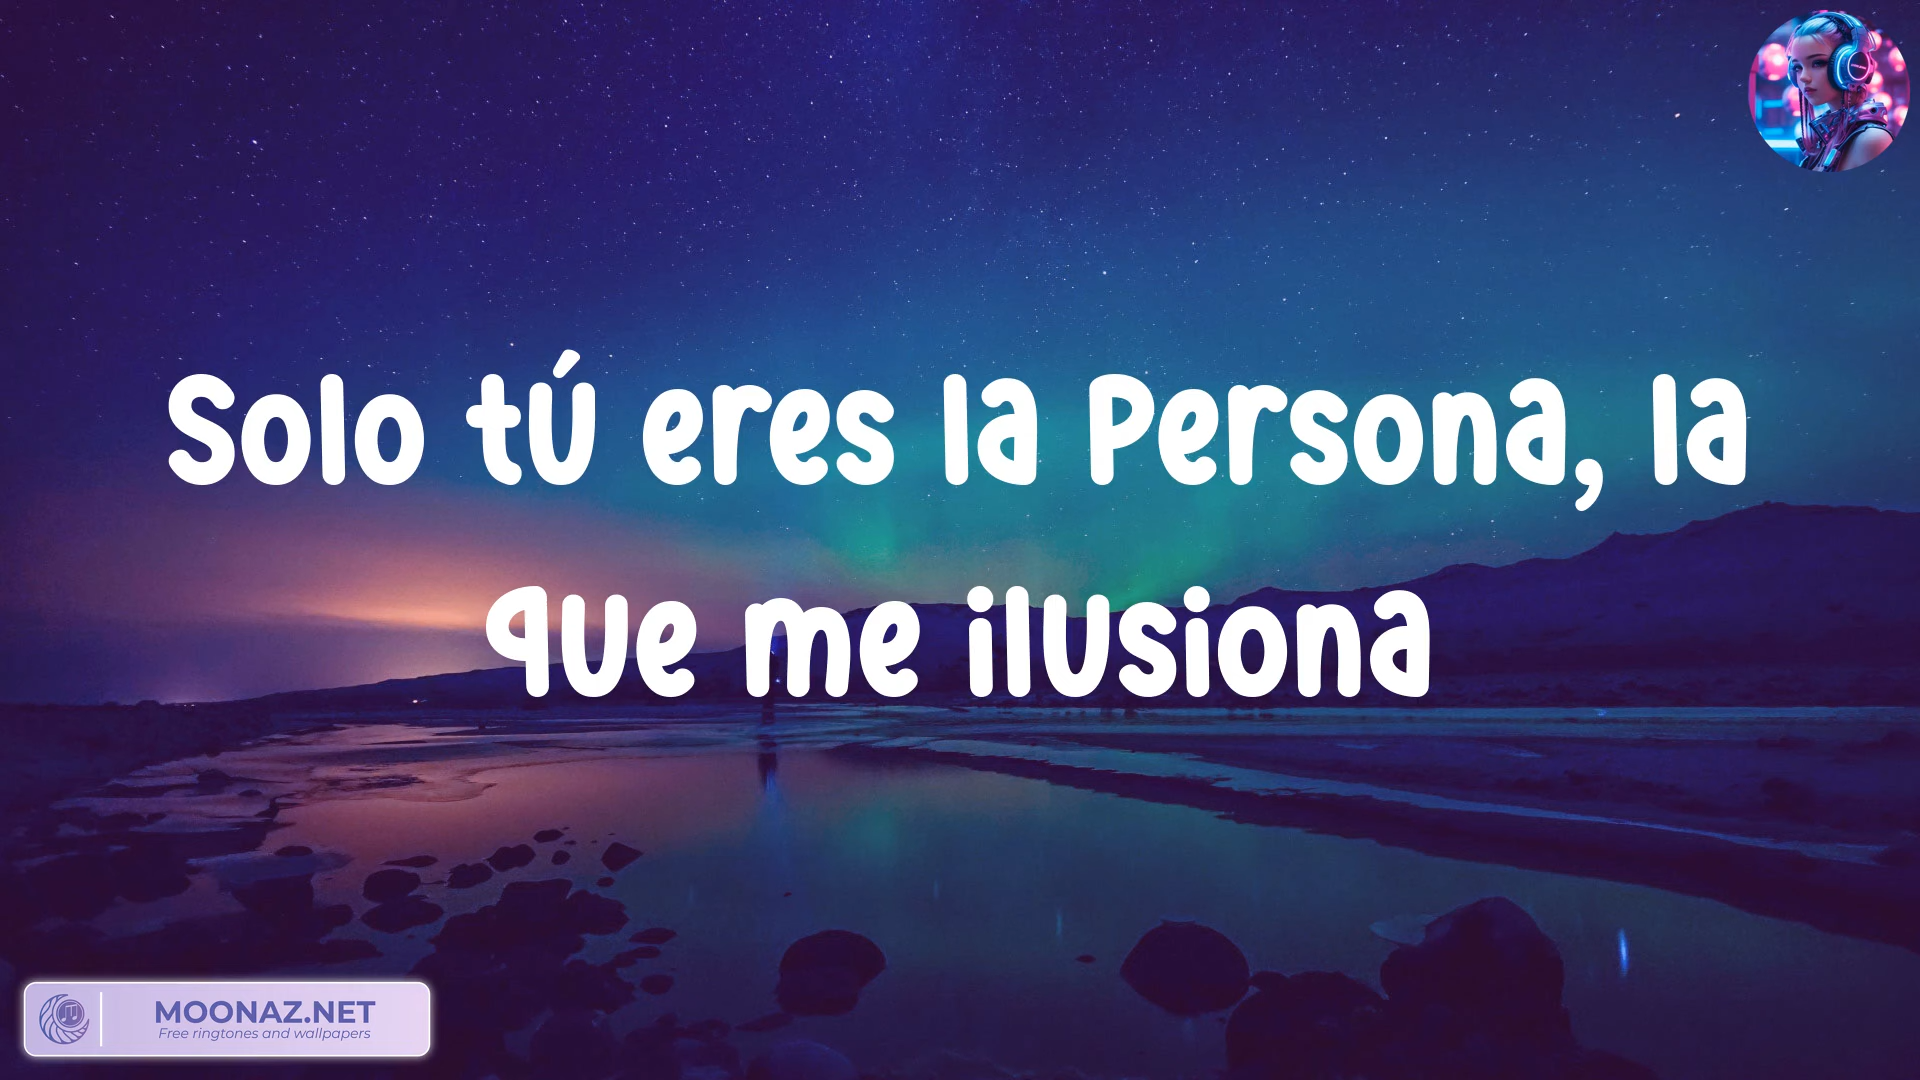 Solo tú eres la persona, la
que me ilusiona
MOONAZ.NET
Free ringtones and wallpapers